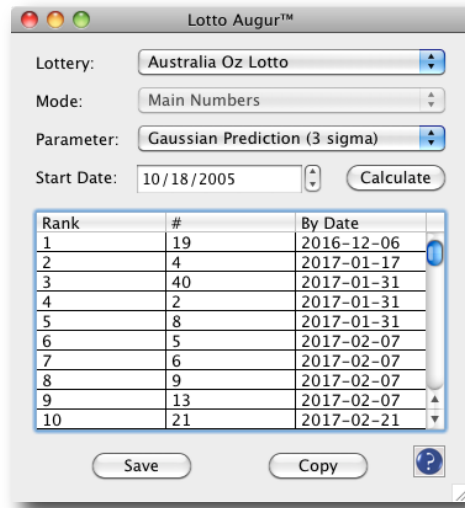 Lotto Augur™
Lottery: Australia Oz Lotto
Mode: Main Numbers
Parameter: Gaussian Prediction (3 sigma)
Start Date: 10/18/2005 Calculate
Rank # By Date
1 19 2016-12-06
2 4 2017-01-17
3 40 2017-01-31
4 2 2017-01-31
5 8 2017-01-31
6 5 2017-02-07
7 6 2017-02-07
8 9 2017-02-07
9 13 2017-02-07
10 21 2017-02-21
Save Copy ?